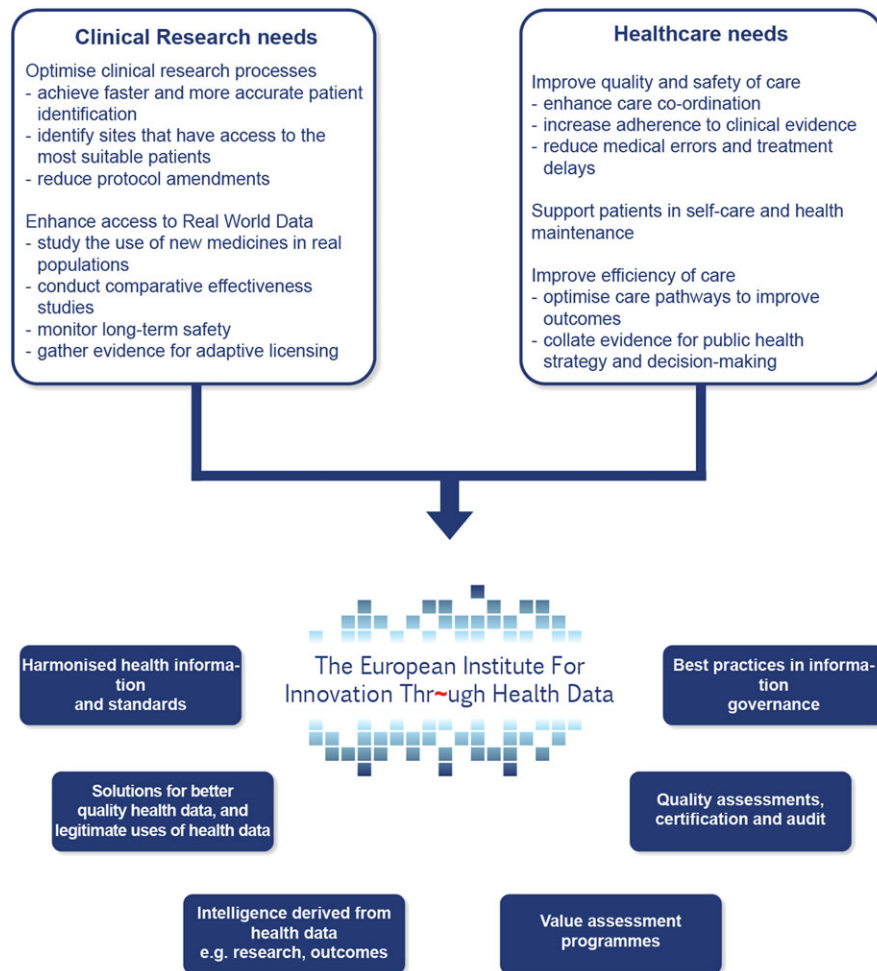 Clinical Research needs
Optimise clinical research processes
- achieve faster and more accurate patient
identification
- identify sites that have access to the
most suitable patients
- reduce protocol amendments
Enhance access to Real World Data
- study the use of new medicines in real
populations
- conduct comparative effectiveness
studies
- monitor long-term safety
- gather evidence for adaptive licensing
Healthcare needs
Improve quality and safety of care
- enhance care co-ordination
- increase adherence to clinical evidence
- reduce medical errors and treatment
delays
Support patients in self-care and health
maintenance
Improve efficiency of care
- optimise care pathways to improve
outcomes
- collate evidence for public health
strategy and decision-making
The European Institute For
Innovation Thr~ugh Health Data
Harmonised health informa-
tion
and standards
Best practices in informa-
tion
governance
Solutions for better
quality health data, and
legitimate uses of health data
Quality assessments,
certification and audit
Intelligence derived from
health data
e.g. research, outcomes
Value assessment
programmes